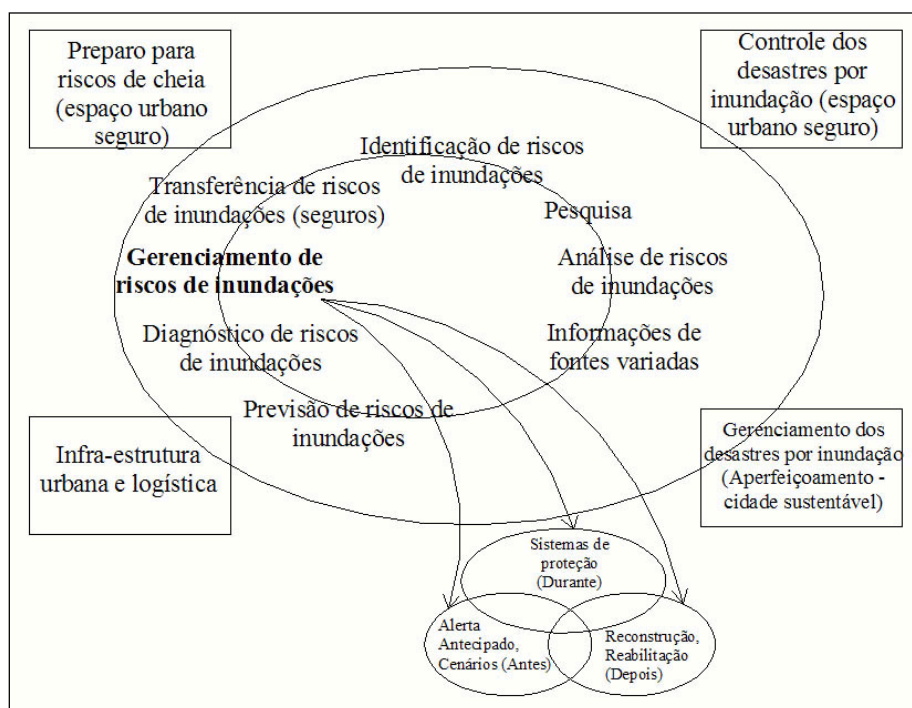 Preparo para
riscos de cheia
(espaço urbano
seguro)
Controle dos
desastres por
inundação (espaço
urbano seguro)
Identificação de riscos
de inundações
Transferência de riscos
de inundações (seguros)
Pesquisa
Gerenciamento de
riscos de inundações
Análise de riscos
de inundações
Diagnóstico de riscos
de inundações
Informações de
fontes variadas
Previsão de riscos de
inundações
Infra-estrutura
urbana e logística
Gerenciamento dos
desastres por inundação
(Aperfeiçoamento -
cidade sustentável)
Sistemas de
proteção
(Durante)
Alerta
Antecipado,
Cenários (Antes)
Reconstrução,
Reabilitação
(Depois)